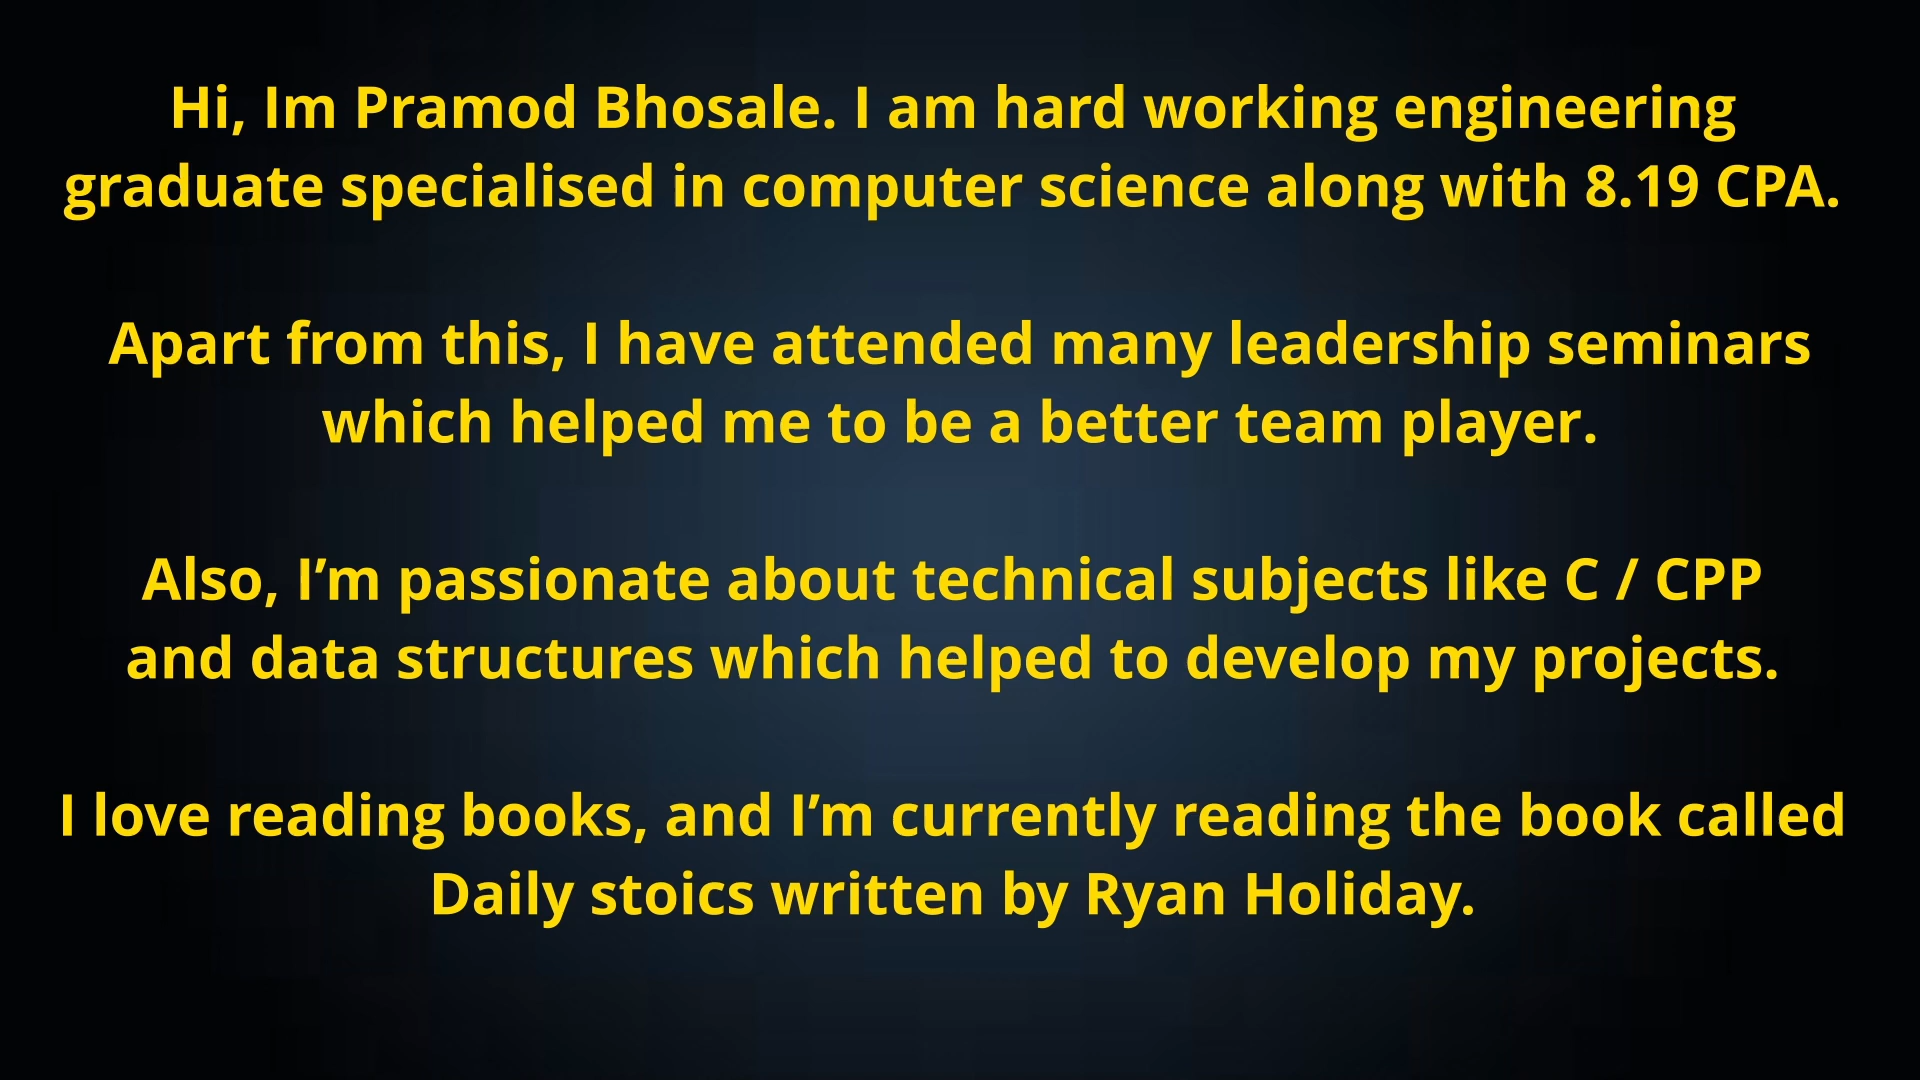 Hi, Im Pramod Bhosale. I am hard working engineering
graduate specialised in computer science along with 8.19 CPA.
Apart from this, I have attended many leadership seminars
which helped me to be a better team player.
Also, I’m passionate about technical subjects like C / CPP
and data structures which helped to develop my projects.
I love reading books, and I’m currently reading the book called
Daily stoics written by Ryan Holiday.